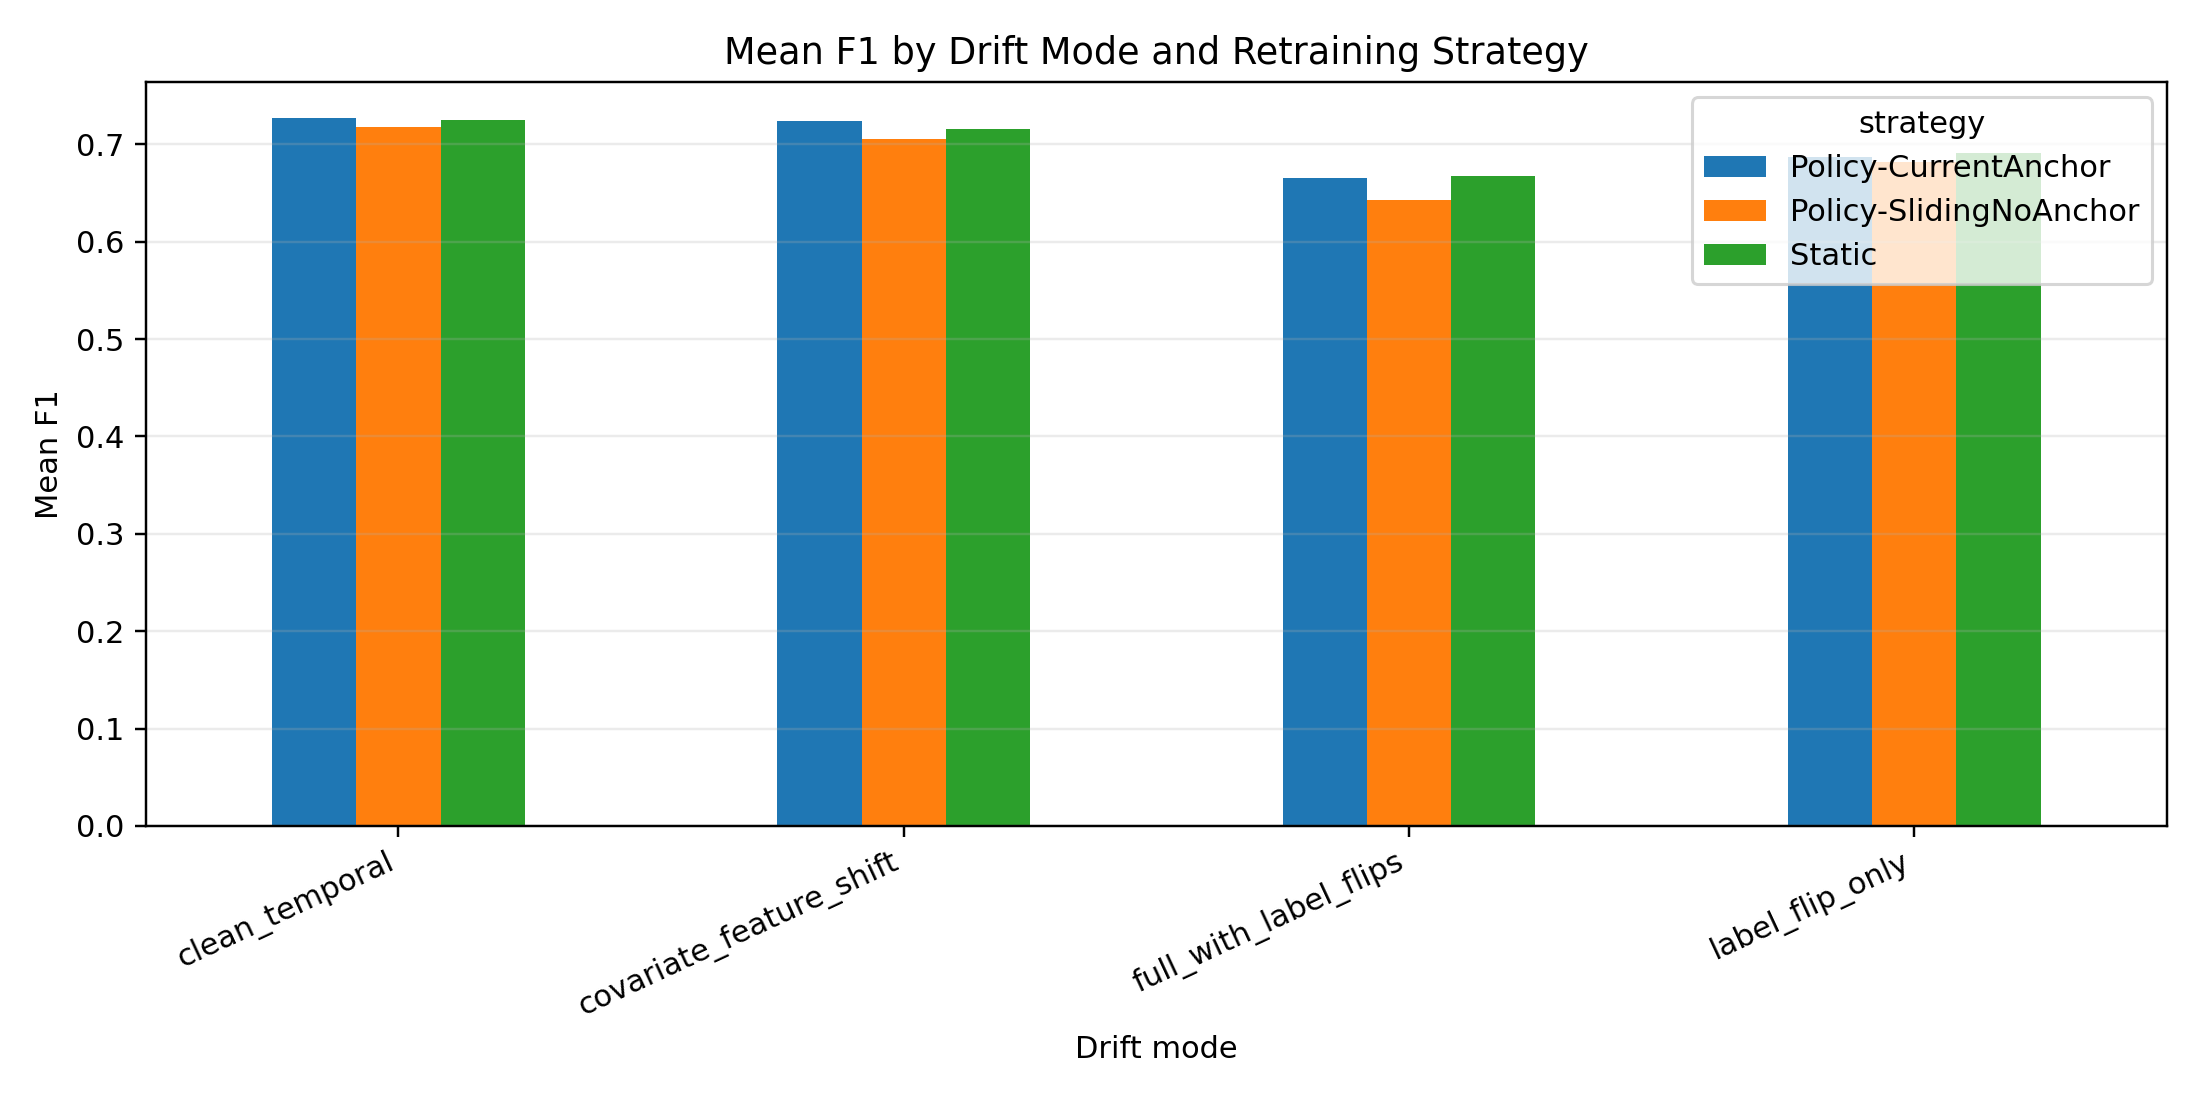 Mean F1 by Drift Mode and Retraining Strategy
strategy
Policy-CurrentAnchor
Policy-SlidingNoAnchor
Static
Mean F1
0.7
0.6
0.5
0.4
0.3
0.2
0.1
0.0
clean_temporal
covariate_feature_shift
full_with_label_flips
label_flip_only
Drift mode